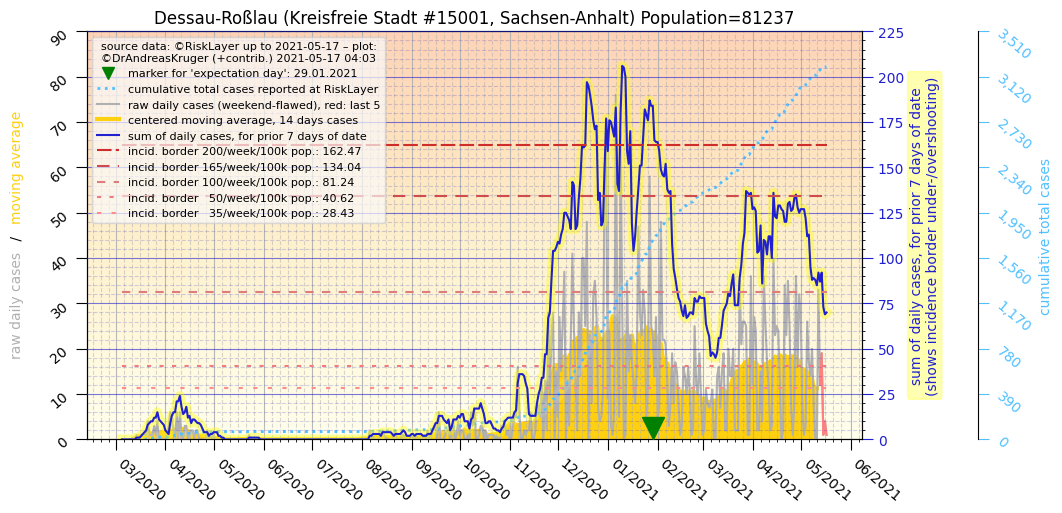 Dessau-Roßlau (Kreisfreie Stadt #15001, Sachsen-Anhalt) Population=81237
source data: ©RiskLayer up to 2021-05-17 – plot:
©DrAndreasKruger (+contrib.) 2021-05-17 04:03
marker for 'expectation day': 29.01.2021
cumulative total cases reported at RiskLayer
raw daily cases (weekend-flawed), red: last 5
centered moving average, 14 days cases
sum of daily cases, for prior 7 days of date
incid. border 200/week/100k pop.: 162.47
incid. border 165/week/100k pop.: 134.04
incid. border 100/week/100k pop.: 81.24
incid. border 50/week/100k pop.: 40.62
incid. border 35/week/100k pop.: 28.43
raw daily cases / moving average
90
80
70
60
50
40
30
20
10
0
03/2020
04/2020
05/2020
06/2020
07/2020
08/2020
09/2020
10/2020
11/2020
12/2020
01/2021
02/2021
03/2021
04/2021
05/2021
06/2021
225
200
175
150
125
100
75
50
25
0
sum of daily cases, for prior 7 days of date
(shows incidence border under-/overshooting)
3,510
3,120
2,730
2,340
1,950
1,560
1,170
780
390
0
cumulative total cases